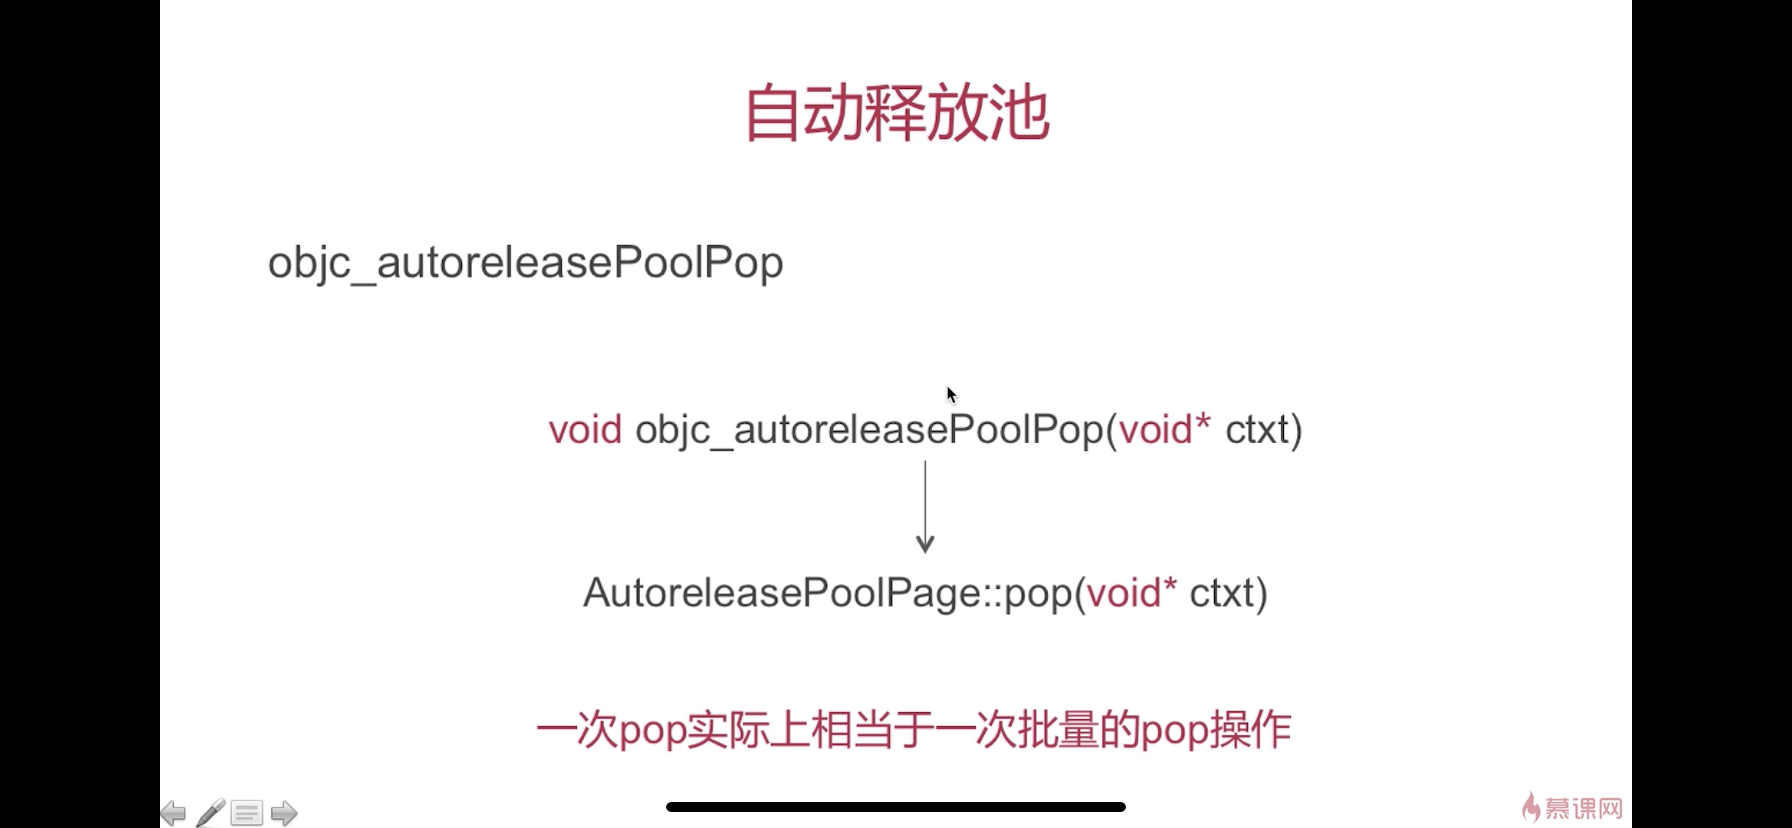 自动释放池
objc_autoreleasePoolPop
void objc_autoreleasePoolPop(void* ctxt)
AutoreleasePoolPage::pop(void* ctxt)
一次pop实际上相当于一次批量的pop操作
慕课网